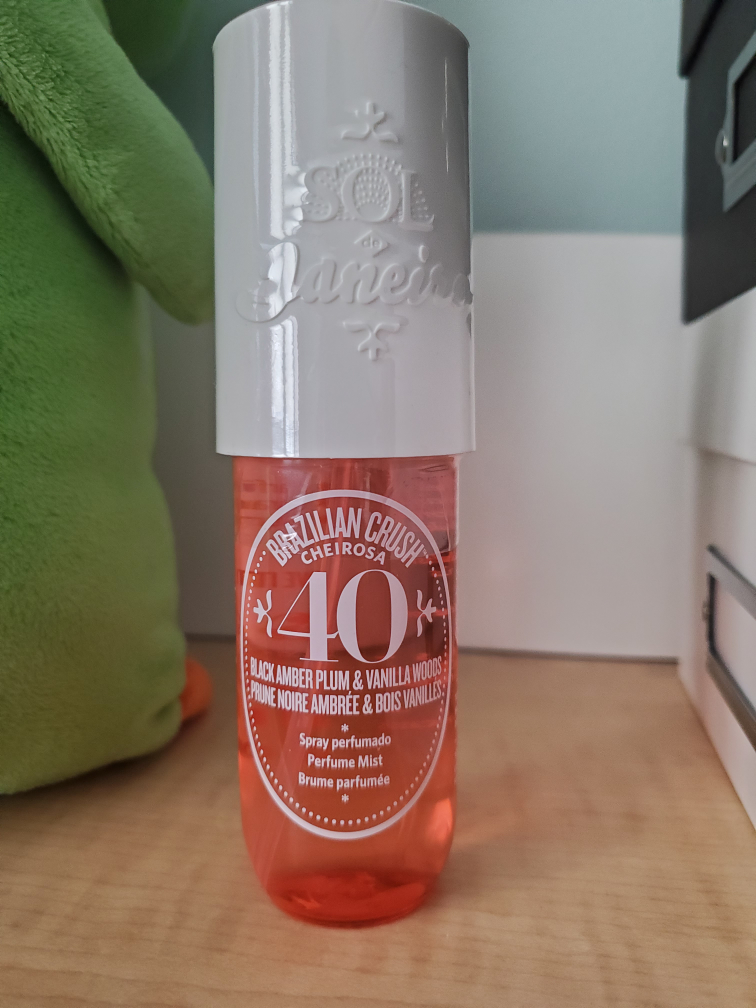 SOL
de
Janeiro
BRAZILIAN CRUSH™
CHEIROSA
40
BLACK AMBER PLUM & VANILLA WOODS
PRUNE NOIRE AMBRÉE & BOIS VANILLÉS
*
Spray perfumado
Perfume Mist
Brume parfumée
*